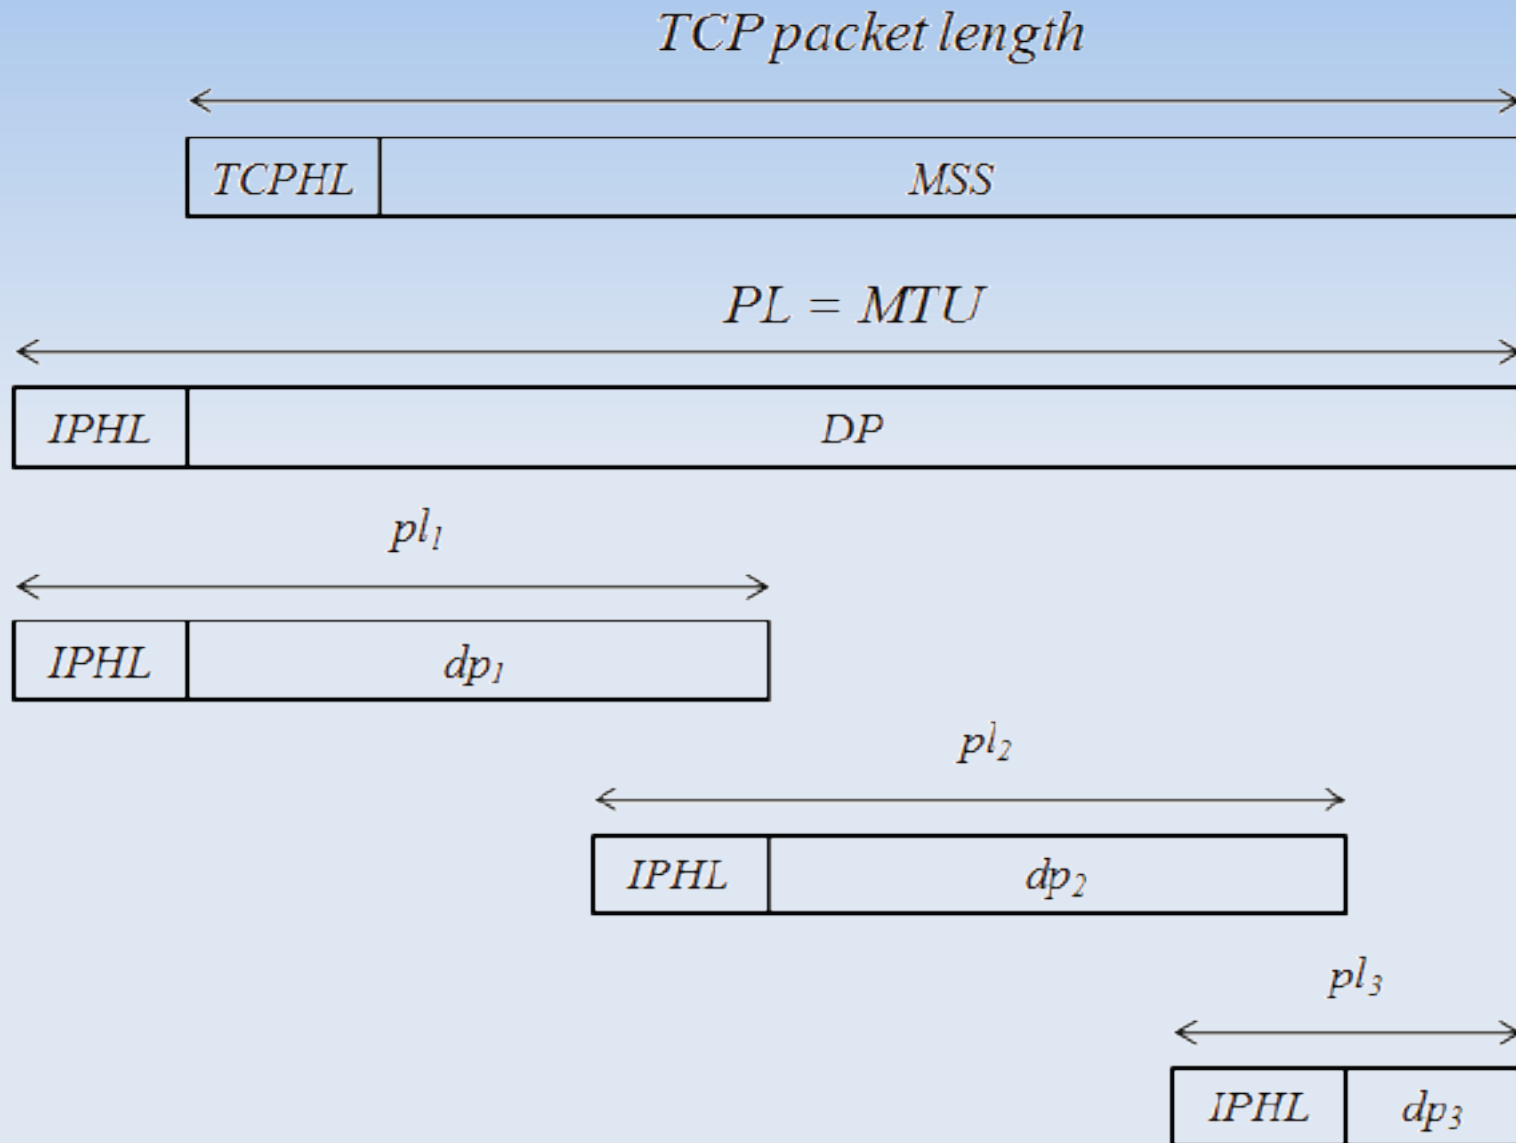 TCP packet length
TCPHL MSS
PL = MTU
IPHL DP
pl₁
IPHL dp₁
pl₂
IPHL dp₂
pl₃
IPHL dp₃